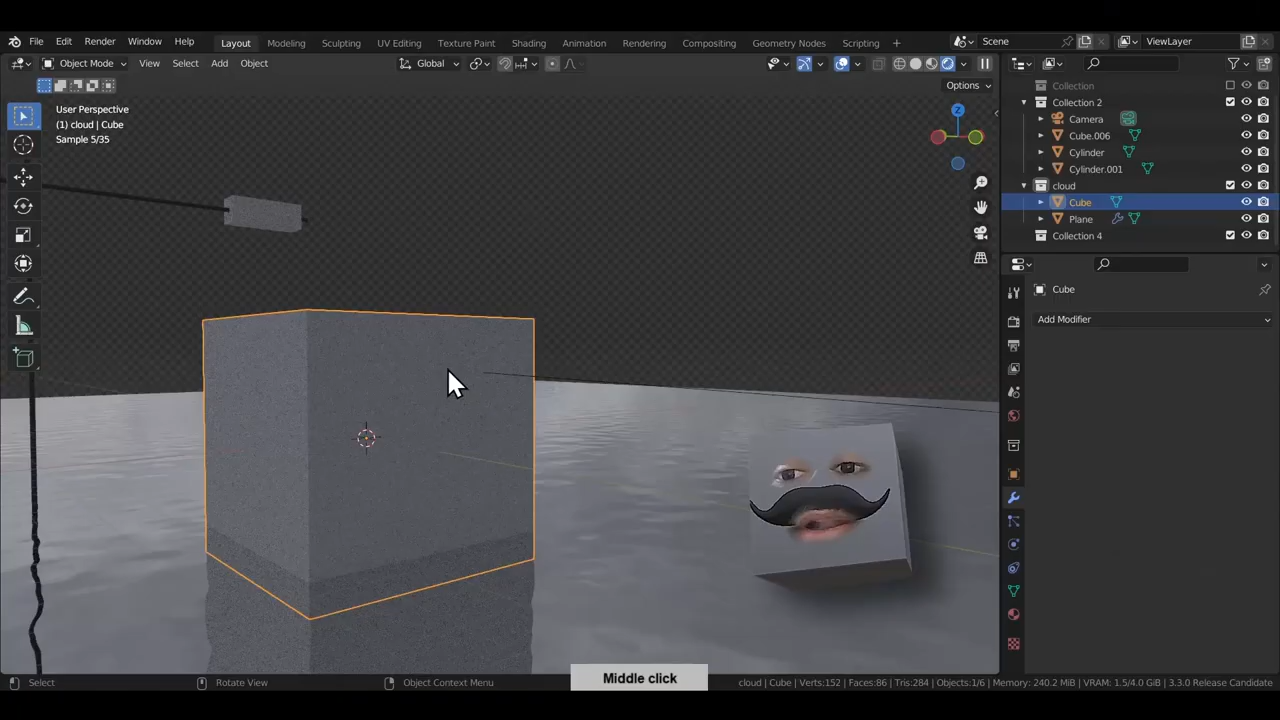 File Edit Render Window Help Layout Modeling Sculpting UV Editing Texture Paint Shading Animation Rendering Compositing Geometry Nodes Scripting + Scene ViewLayer
Object Mode View Select Add Object Global
Options
User Perspective
(1) cloud | Cube
Sample 5/35
Z
Collection
Collection 2
Camera
Cube.006
Cylinder
Cylinder.001
cloud
Cube
Plane
Collection 4
Cube
Add Modifier
Middle click
Select Rotate View Object Context Menu cloud | Cube | Verts:152 | Faces:86 | Tris:284 | Objects:1/6 | Memory: 240.2 MiB | VRAM: 1.5/4.0 GiB | 3.3.0 Release Candidate